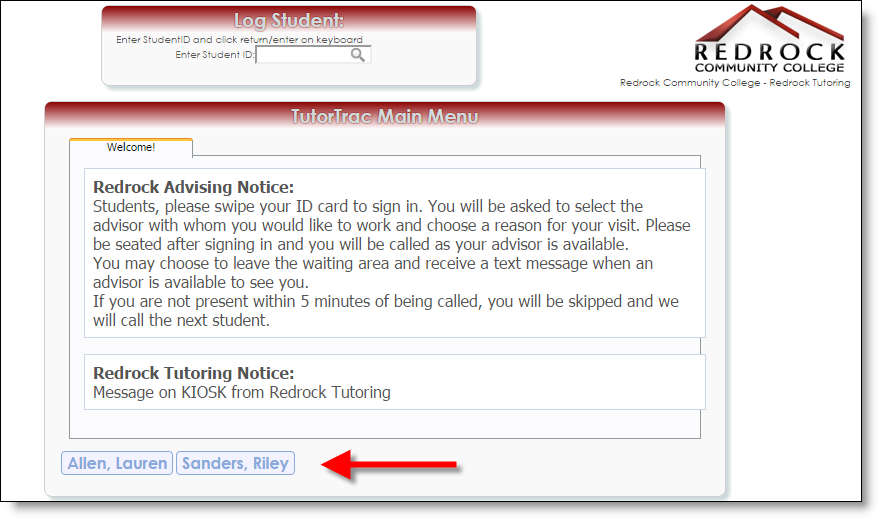 Log Student:
Enter StudentID and click return/enter on keyboard
Enter Student ID:
REDROCK
COMMUNITY COLLEGE
Redrock Community College - Redrock Tutoring
TutorTrac Main Menu
Welcome!
Redrock Advising Notice:
Students, please swipe your ID card to sign in. You will be asked to select the
advisor with whom you would like to work and choose a reason for your visit. Please
be seated after signing in and you will be called as your advisor is available.
You may choose to leave the waiting area and receive a text message when an
advisor is available to see you.
If you are not present within 5 minutes of being called, you will be skipped and we
will call the next student.
Redrock Tutoring Notice:
Message on KIOSK from Redrock Tutoring
Allen, Lauren Sanders, Riley